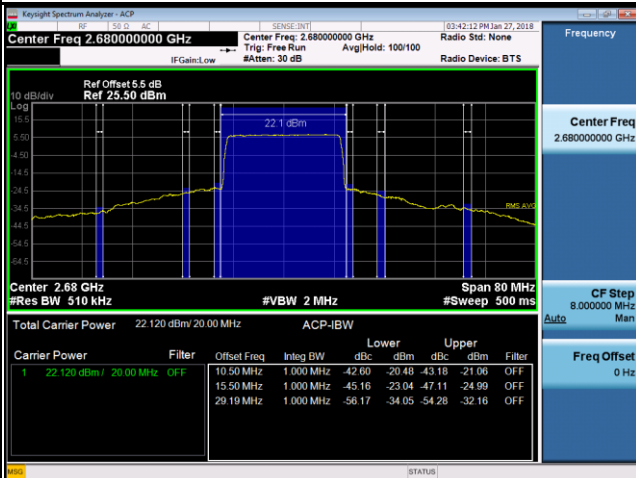 Keysight Spectrum Analyzer - ACP
RF 50 Ω AC SENSE:INT 03:42:12 PM Jan 27, 2018
Center Freq 2.680000000 GHz Center Freq: 2.680000000 GHz Radio Std: None
Trig: Free Run Avg|Hold: 100/100
IFGain:Low #Atten: 30 dB Radio Device: BTS
Ref Offset 5.5 dB
10 dB/div Ref 25.50 dBm
Log
15.5
5.50
-4.50
-14.5
-24.5
-34.5
-44.5
-54.5
-64.5
22.1 dBm
RMS AVG
Center 2.68 GHz Span 80 MHz
#Res BW 510 kHz #VBW 2 MHz #Sweep 500 ms
Total Carrier Power 22.120 dBm/ 20.00 MHz ACP-IBW
Lower Upper
Carrier Power Filter Offset Freq Integ BW dBc dBm dBc dBm Filter
1 22.120 dBm / 20.00 MHz OFF 10.50 MHz 1.000 MHz -42.60 -20.48 -43.18 -21.06 OFF
15.50 MHz 1.000 MHz -45.16 -23.04 -47.11 -24.99 OFF
29.19 MHz 1.000 MHz -56.17 -34.05 -54.28 -32.16 OFF
MSG STATUS
Frequency
Center Freq
2.680000000 GHz
CF Step
8.000000 MHz
Auto Man
Freq Offset
0 Hz